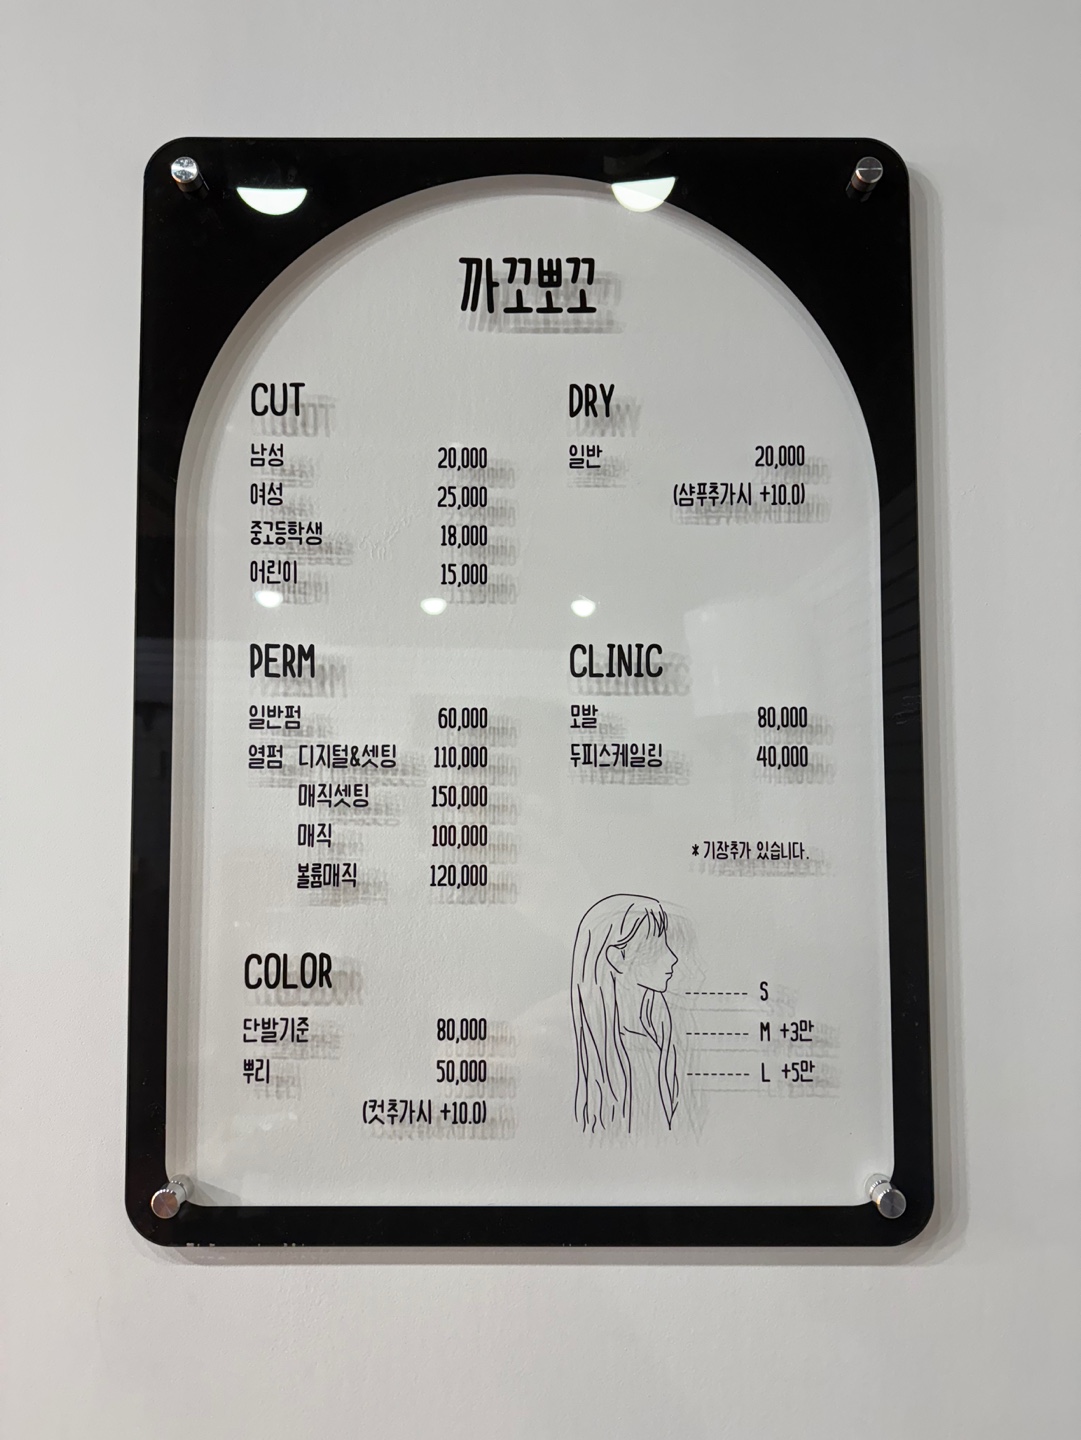 까꼬뽀꼬
CUT
남성 20,000
여성 25,000
중고등학생 18,000
어린이 15,000
DRY
일반 20,000
(샴푸추가시 +10.0)
PERM
일반펌 60,000
열펌 디지털&셋팅 110,000
매직셋팅 150,000
매직 100,000
볼륨매직 120,000
CLINIC
모발 80,000
두피스케일링 40,000
* 기장추가 있습니다.
COLOR
단발기준 80,000
뿌리 50,000
(컷추가시 +10.0)
S
M +3만
L +5만